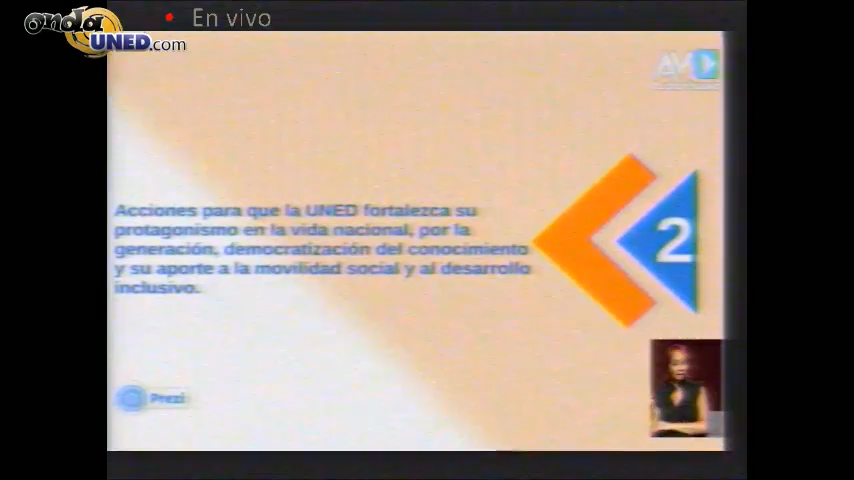 onda
UNED.com
En vivo
Acciones para que la UNED fortalezca su
protagonismo en la vida nacional, por la
generación, democratización del conocimiento
y su aporte a la movilidad social y al desarrollo
inclusivo.
2
Prezi